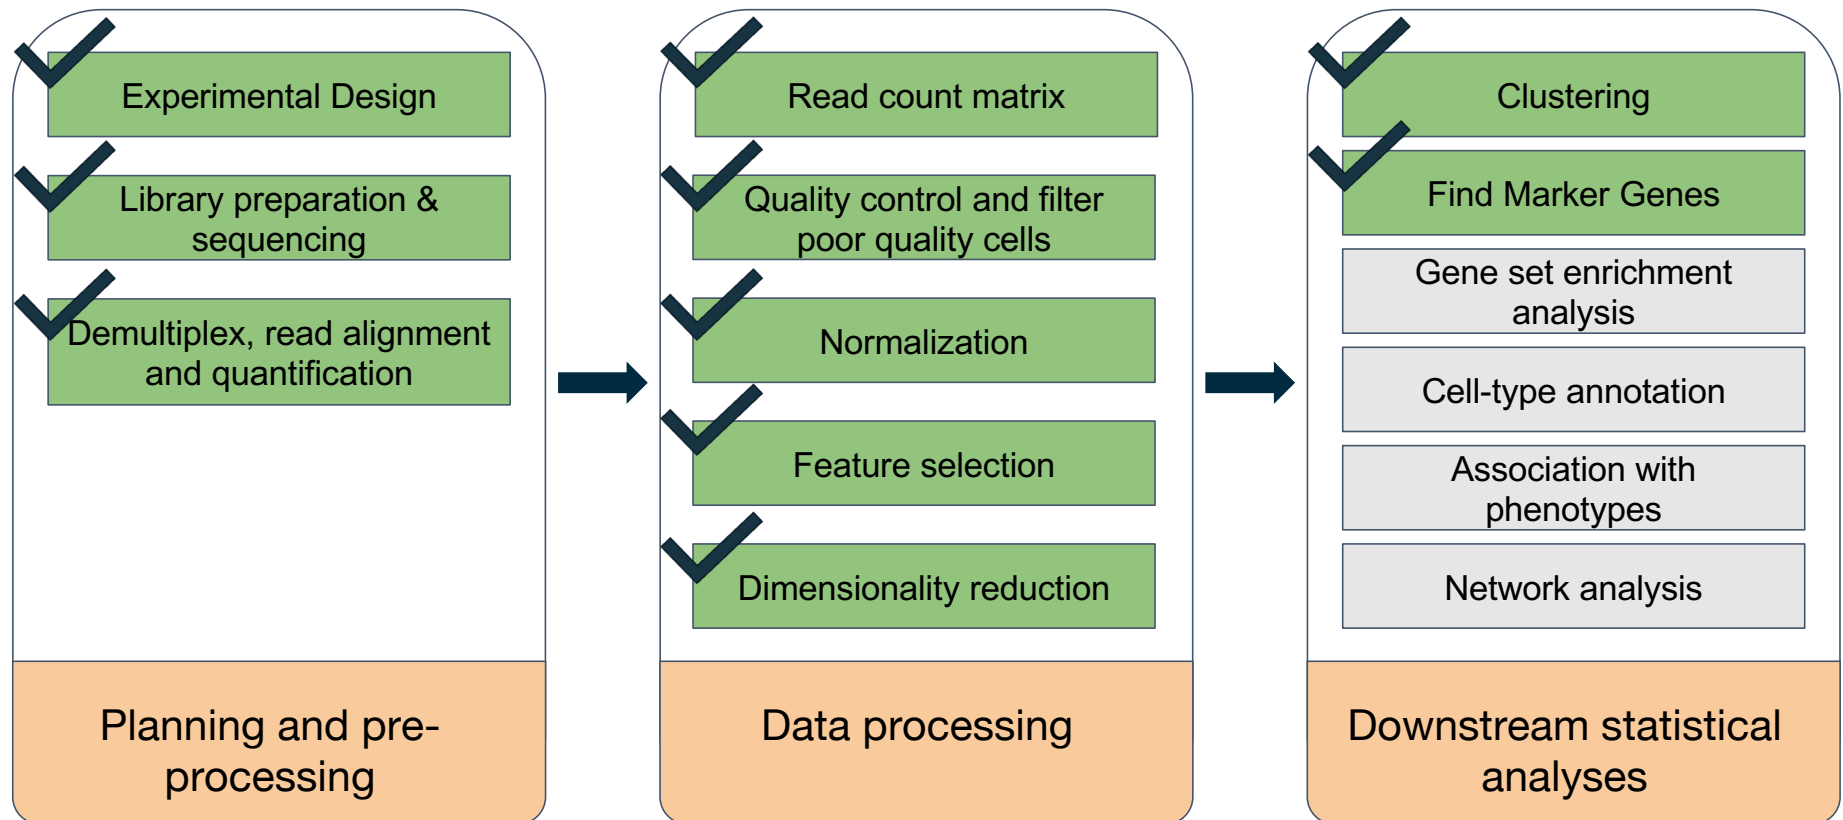 Experimental Design
Library preparation &
sequencing
Demultiplex, read alignment
and quantification
Planning and pre-
processing
Read count matrix
Quality control and filter
poor quality cells
Normalization
Feature selection
Dimensionality reduction
Data processing
Clustering
Find Marker Genes
Gene set enrichment
analysis
Cell-type annotation
Association with
phenotypes
Network analysis
Downstream statistical
analyses